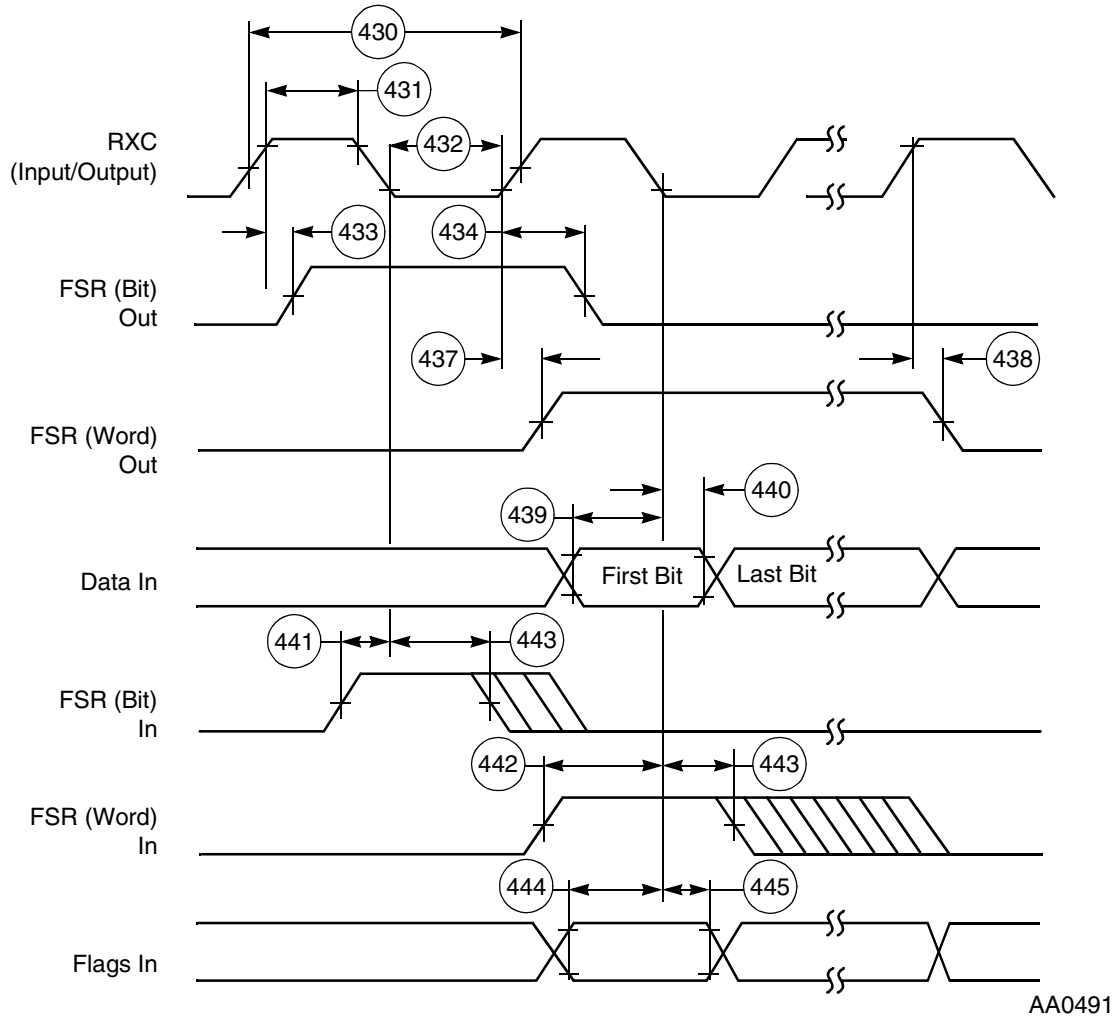 430
431
RXC
(Input/Output)
432
433
434
FSR (Bit)
Out
437
438
FSR (Word)
Out
439
440
Data In
First Bit
Last Bit
441
443
FSR (Bit)
In
442
443
FSR (Word)
In
444
445
Flags In
AA0491